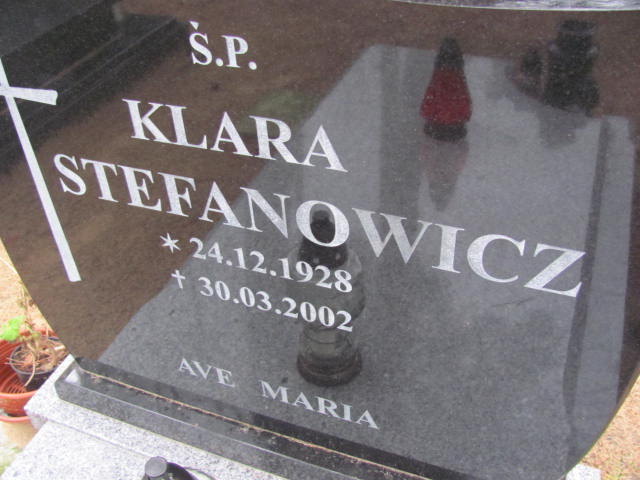 Ś.P.
KLARA
STEFANOWICZ
* 24.12.1928
† 30.03.2002
AVE MARIA